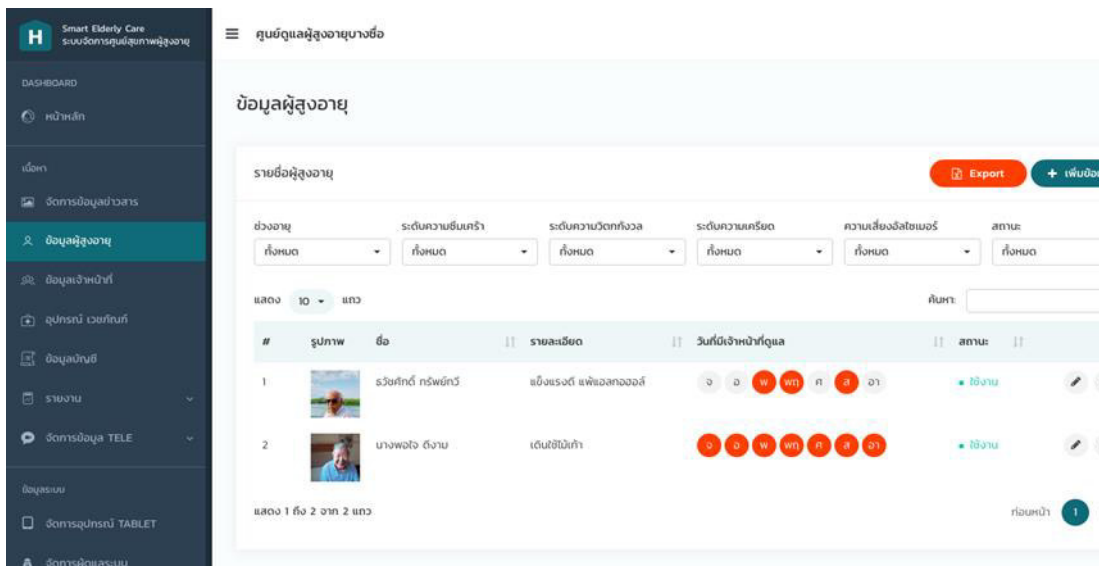 H
Smart Elderly Care
ระบบจัดการศูนย์สุขภาพผู้สูงอายุ
ศูนย์ดูแลผู้สูงอายุบางซื่อ
DASHBOARD
หน้าหลัก
เนื้อหา
จัดการข้อมูลข่าวสาร
ข้อมูลผู้สูงอายุ
ข้อมูลเจ้าหน้าที่
อุปกรณ์ เวชภัณฑ์
ข้อมูลบัญชี
รายงาน
จัดการข้อมูล TELE
ข้อมูลระบบ
จัดการอุปกรณ์ TABLET
จัดการผู้ดูแลระบบ
ข้อมูลผู้สูงอายุ
รายชื่อผู้สูงอายุ
Export
+ เพิ่มข้อ
ช่วงอายุ ระดับความซึมเศร้า ระดับความวิตกกังวล ระดับความเครียด ความเสี่ยงอัลไซเมอร์ สถานะ
ทั้งหมด ทั้งหมด ทั้งหมด ทั้งหมด ทั้งหมด ทั้งหมด
แสดง 10 แถว
ค้นหา:
# รูปภาพ ชื่อ รายละเอียด วันที่มีเจ้าหน้าที่ดูแล สถานะ
1 ธวัชศักดิ์ ทรัพย์ทวี แข็งแรงดี แพ้แอลกอฮอล์ จ อ พ พฤ ศ ส อา ใช้งาน
2 นางพอใจ ดีงาม เดินใช้ไม้เท้า จ อ พ พฤ ศ ส อา ใช้งาน
แสดง 1 ถึง 2 จาก 2 แถว
ก่อนหน้า 1